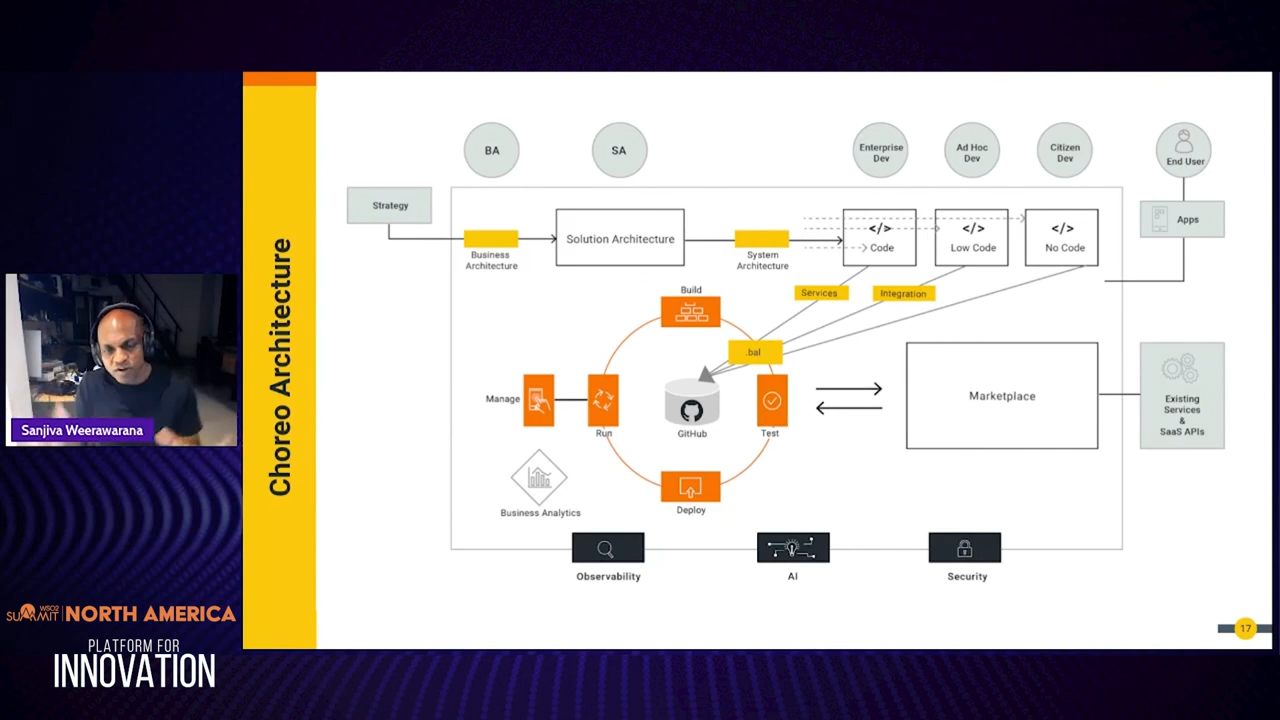 Choreo Architecture
BA
SA
Enterprise
Dev
Ad Hoc
Dev
Citizen
Dev
End User
Strategy
Business
Architecture
Solution Architecture
System
Architecture
</>
Code
</>
Low Code
</>
No Code
Apps
Services
Integration
Build
.bal
Manage
Run
GitHub
Test
Marketplace
Existing
Services
&
SaaS APIs
Business Analytics
Deploy
Observability
AI
Security
17
Sanjiva Weerawarana
WSO2
SUMMIT
NORTH AMERICA
PLATFORM FOR
INNOVATION